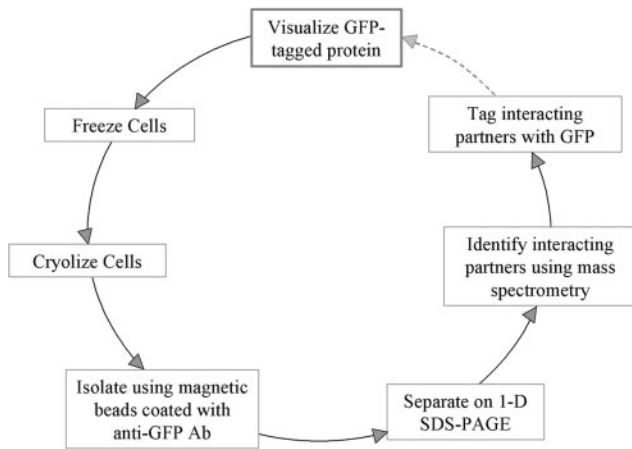 Visualize GFP-
tagged protein
Freeze Cells
Cryolize Cells
Isolate using magnetic
beads coated with
anti-GFP Ab
Separate on 1-D
SDS-PAGE
Identify interacting
partners using mass
spectrometry
Tag interacting
partners with GFP